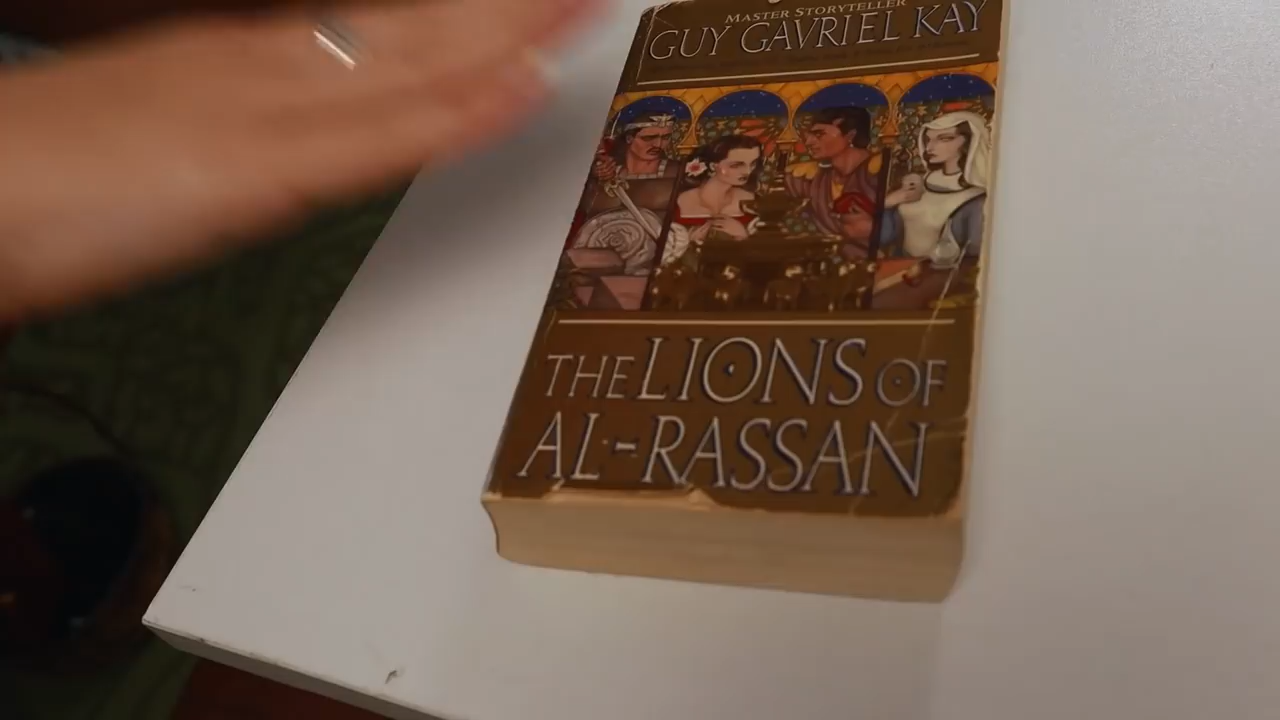 MASTER STORYTELLER
GUY GAVRIEL KAY
THE LIONS OF
AL-RASSAN